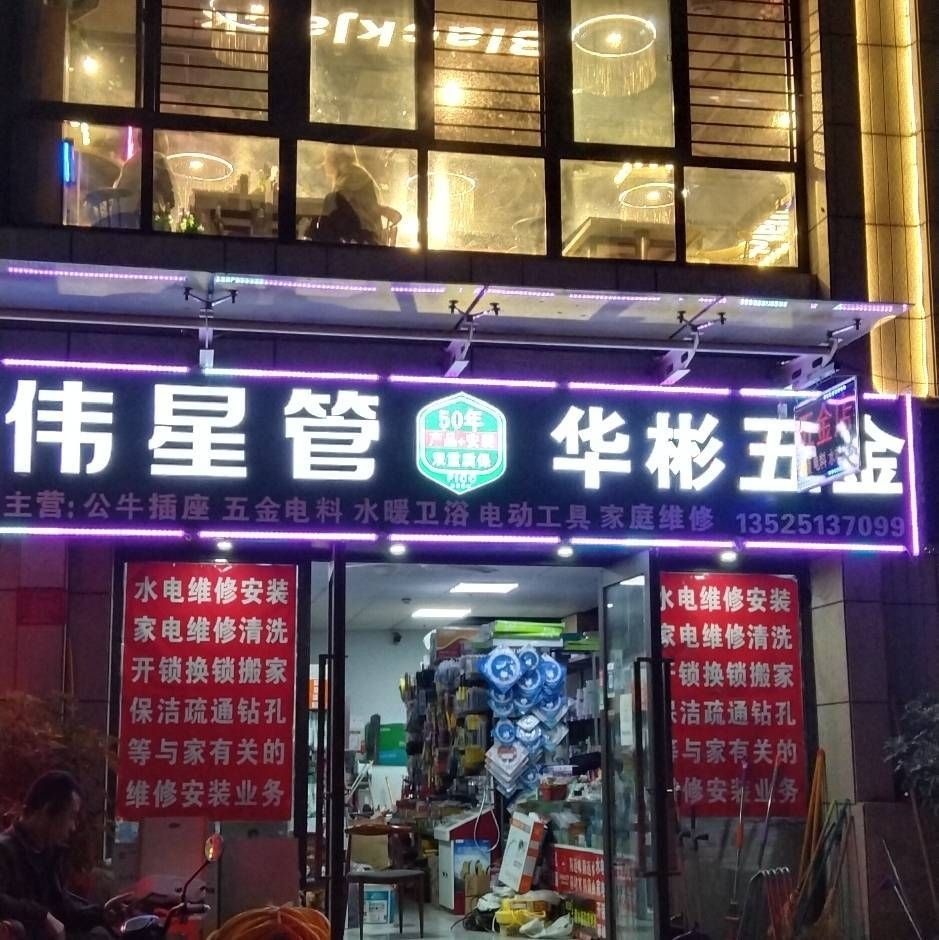 BlackJack
伟星管
50年
华彬五金
主营:公牛插座 五金电料 水暖卫浴 电动工具 家庭维修 13525137099
水电维修安装
家电维修清洗
开锁换锁搬家
保洁疏通钻孔
等与家有关的
维修安装业务
水电维修安装
家电维修清洗
开锁换锁搬家
保洁疏通钻孔
等与家有关的
维修安装业务